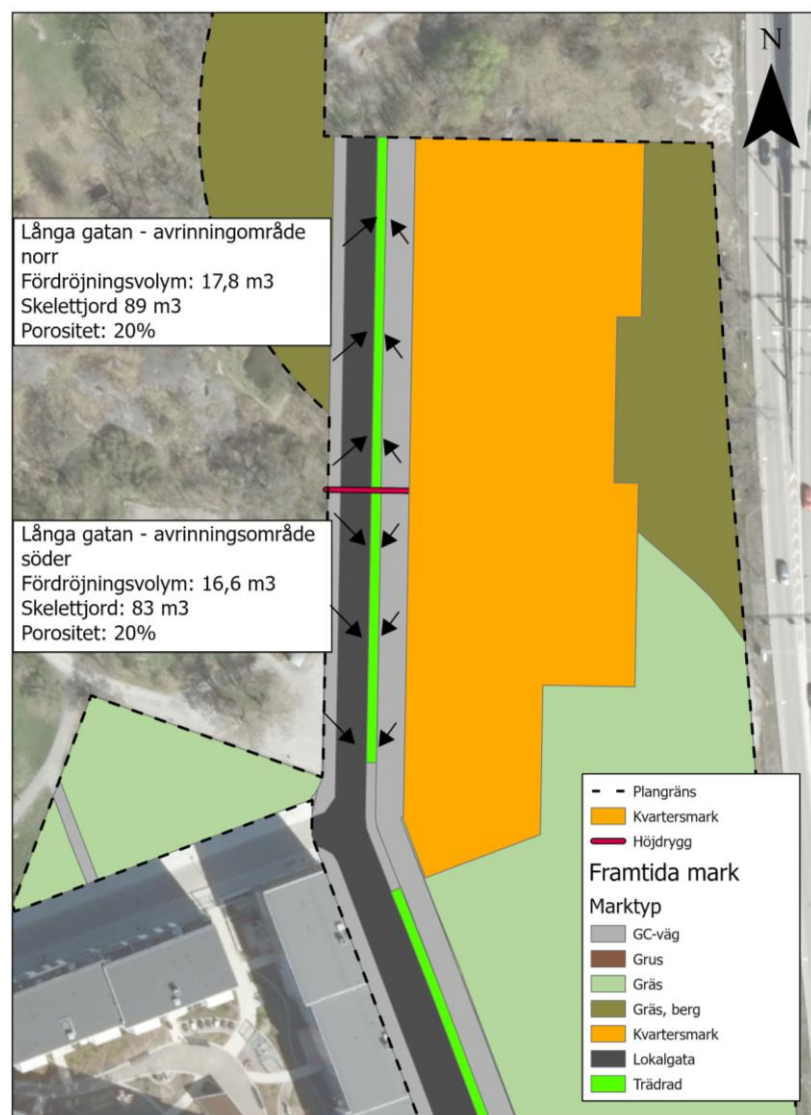 N
Långa gatan - avrinningområde
norr
Fördröjningsvolym: 17,8 m3
Skelettjord 89 m3
Porositet: 20%
Långa gatan - avrinningsområde
söder
Fördröjningsvolym: 16,6 m3
Skelettjord: 83 m3
Porositet: 20%
Plangräns
Kvartersmark
Höjdrygg
Framtida mark
Marktyp
GC-väg
Grus
Gräs
Gräs, berg
Kvartersmark
Lokalgata
Trädrad